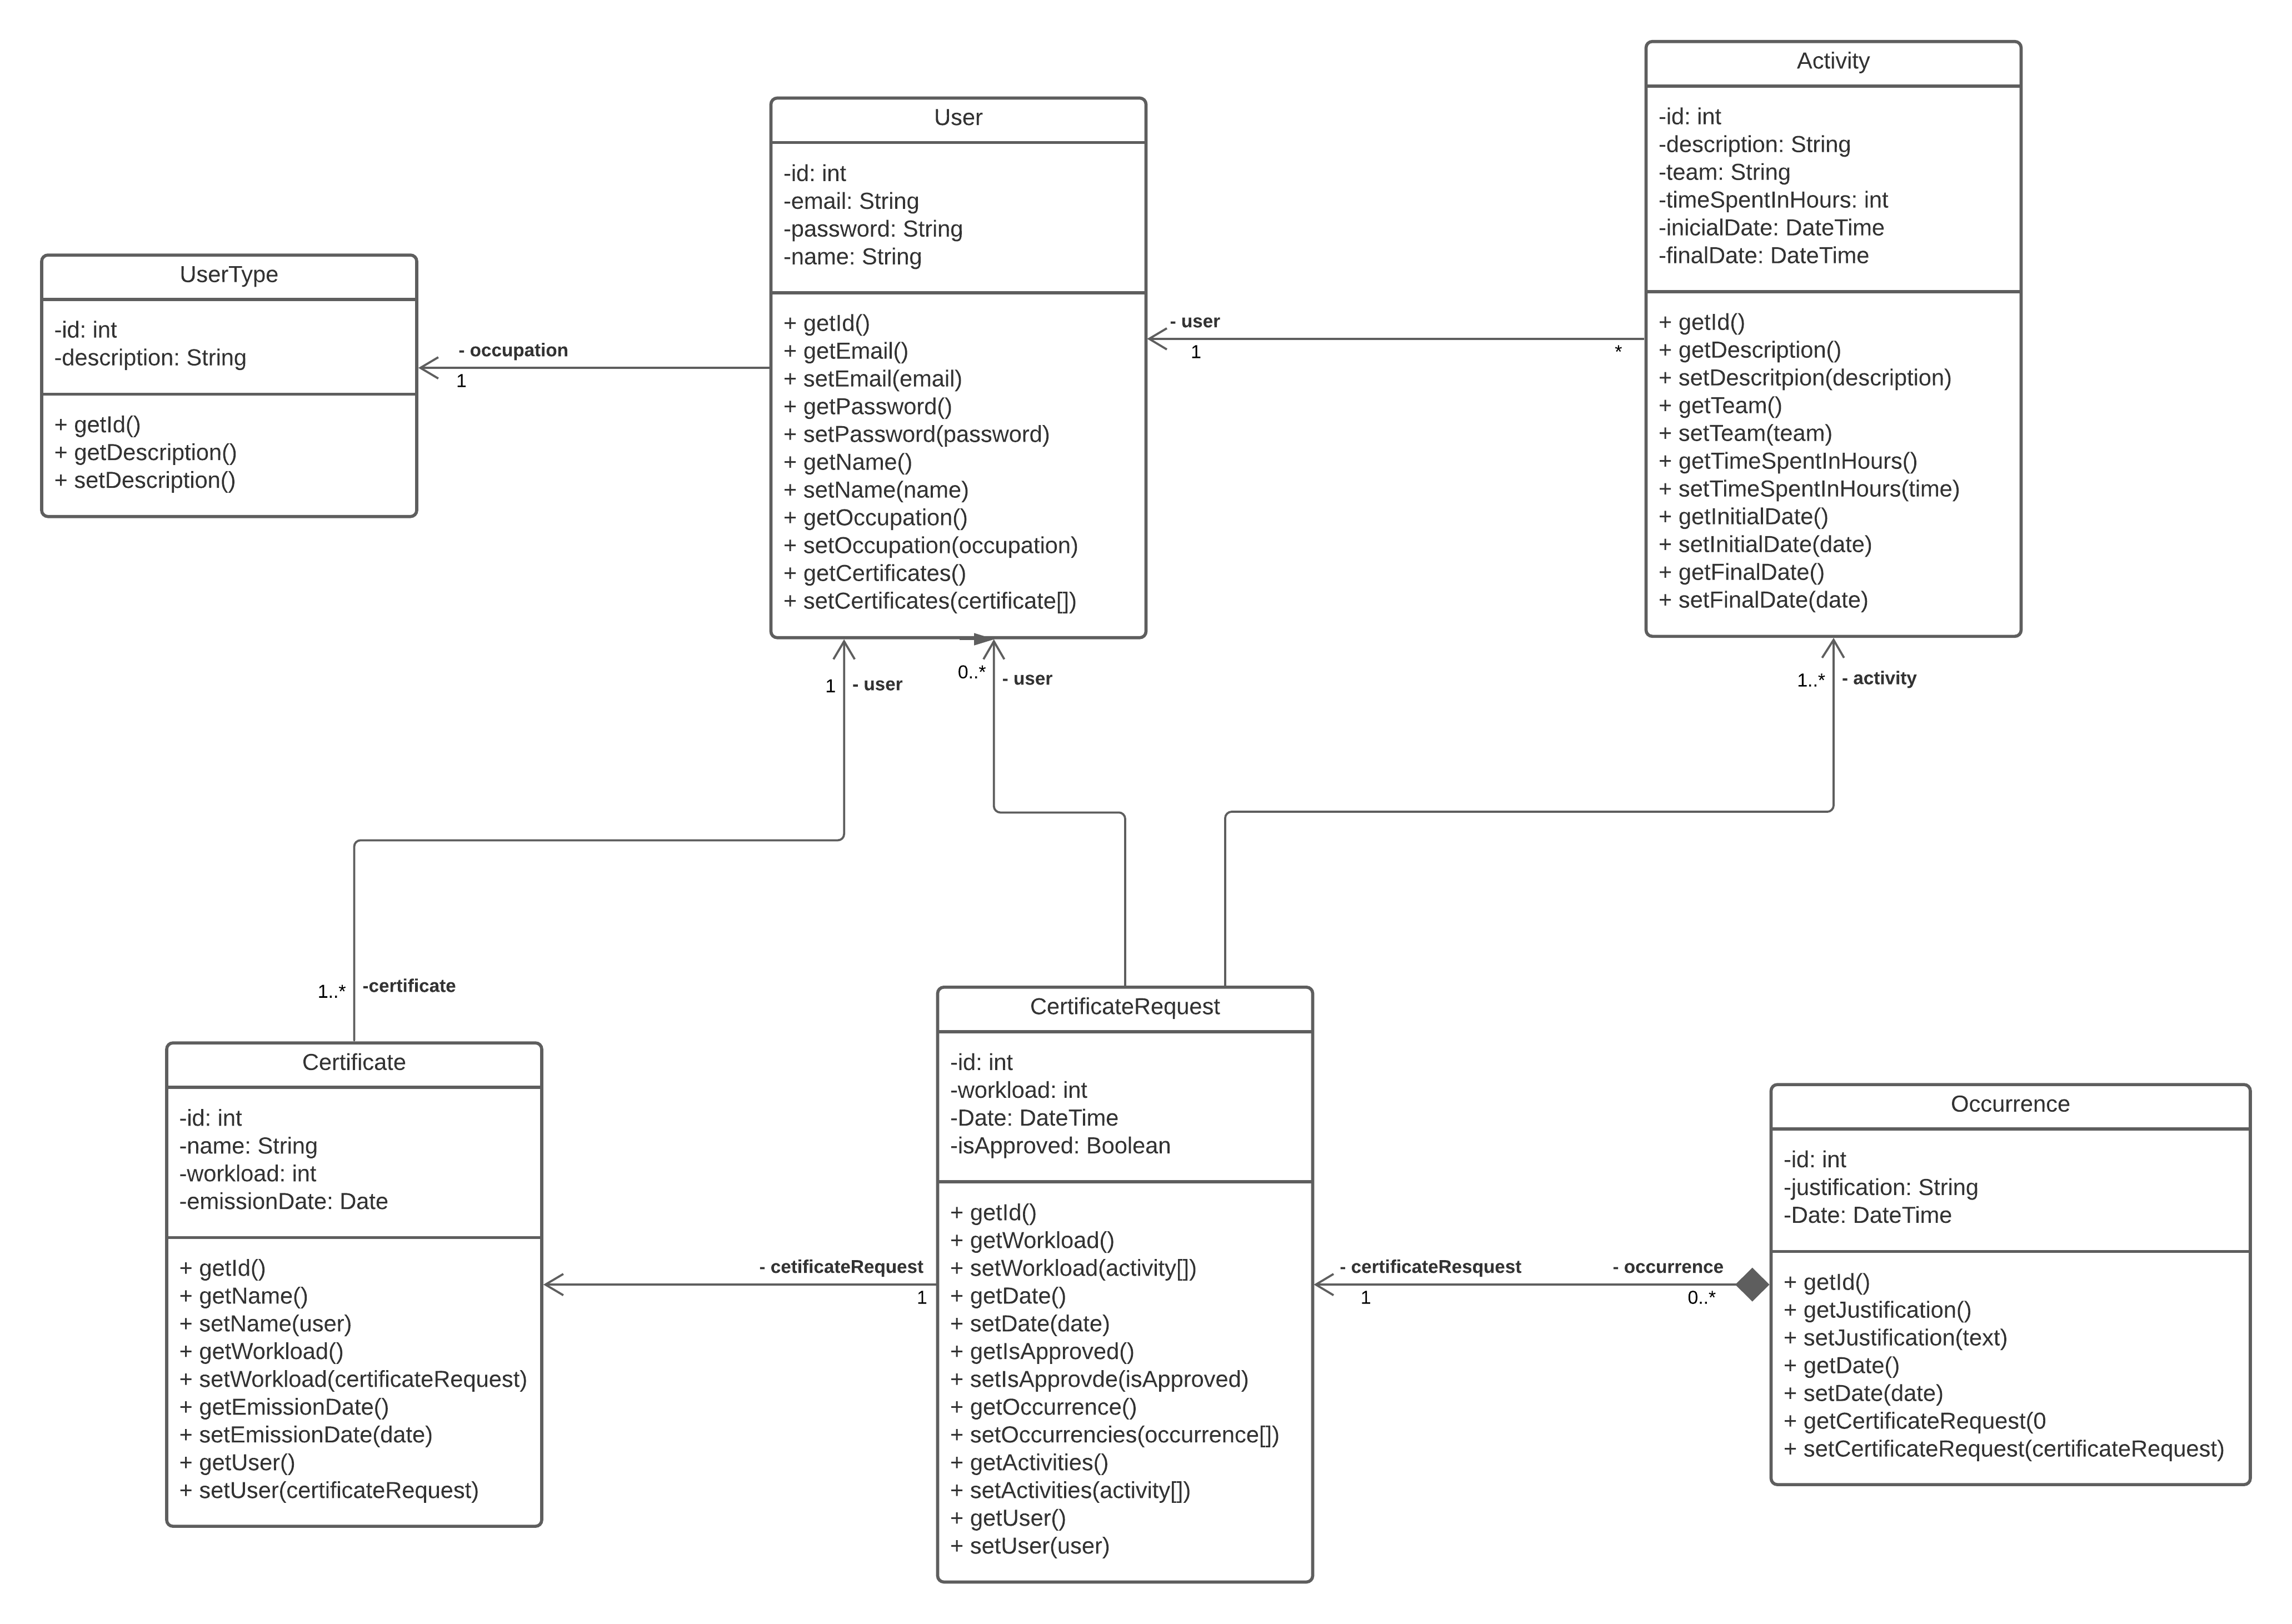 Activity
-id: int
-description: String
-team: String
-timeSpentInHours: int
-inicialDate: DateTime
-finalDate: DateTime
+ getId()
+ getDescription()
+ setDescritpion(description)
+ getTeam()
+ setTeam(team)
+ getTimeSpentInHours()
+ setTimeSpentInHours(time)
+ getInitialDate()
+ setInitialDate(date)
+ getFinalDate()
+ setFinalDate(date)
User
-id: int
-email: String
-password: String
-name: String
+ getId()
+ getEmail()
+ setEmail(email)
+ getPassword()
+ setPassword(password)
+ getName()
+ setName(name)
+ getOccupation()
+ setOccupation(occupation)
+ getCertificates()
+ setCertificates(certificate[])
UserType
-id: int
-description: String
+ getId()
+ getDescription()
+ setDescription()
- occupation
1
- user
1
*
1
- user
0..*
- user
1..*
- activity
1..*
-certificate
Certificate
-id: int
-name: String
-workload: int
-emissionDate: Date
+ getId()
+ getName()
+ setName(user)
+ getWorkload()
+ setWorkload(certificateRequest)
+ getEmissionDate()
+ setEmissionDate(date)
+ getUser()
+ setUser(certificateRequest)
- cetificateRequest
1
CertificateRequest
-id: int
-workload: int
-Date: DateTime
-isApproved: Boolean
+ getId()
+ getWorkload()
+ setWorkload(activity[])
+ getDate()
+ setDate(date)
+ getIsApproved()
+ setIsApprovde(isApproved)
+ getOccurrence()
+ setOccurrencies(occurrence[])
+ getActivities()
+ setActivities(activity[])
+ getUser()
+ setUser(user)
- certificateResquest
1
- occurrence
0..*
Occurrence
-id: int
-justification: String
-Date: DateTime
+ getId()
+ getJustification()
+ setJustification(text)
+ getDate()
+ setDate(date)
+ getCertificateRequest(0
+ setCertificateRequest(certificateRequest)